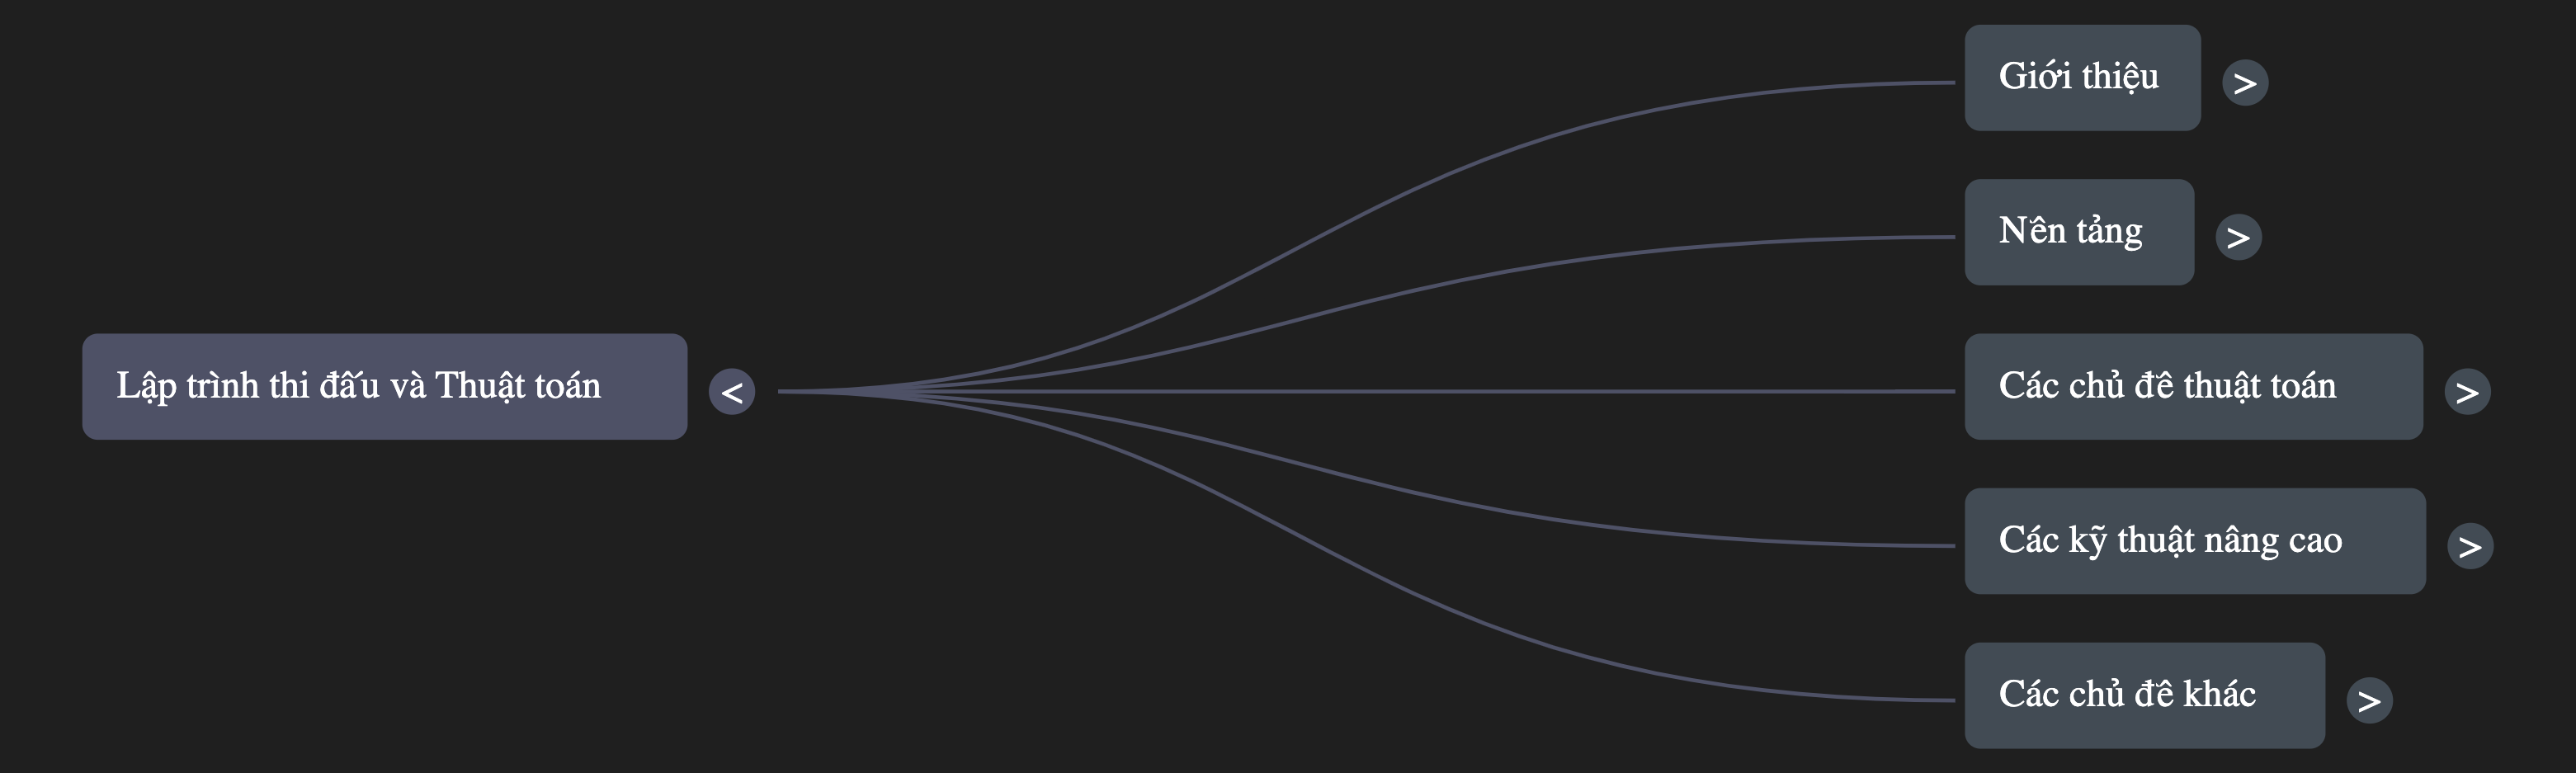 Giới thiệu
>
Nền tảng
>
Lập trình thi đấu và Thuật toán
<
Các chủ đề thuật toán
>
Các kỹ thuật nâng cao
>
Các chủ đề khác
>